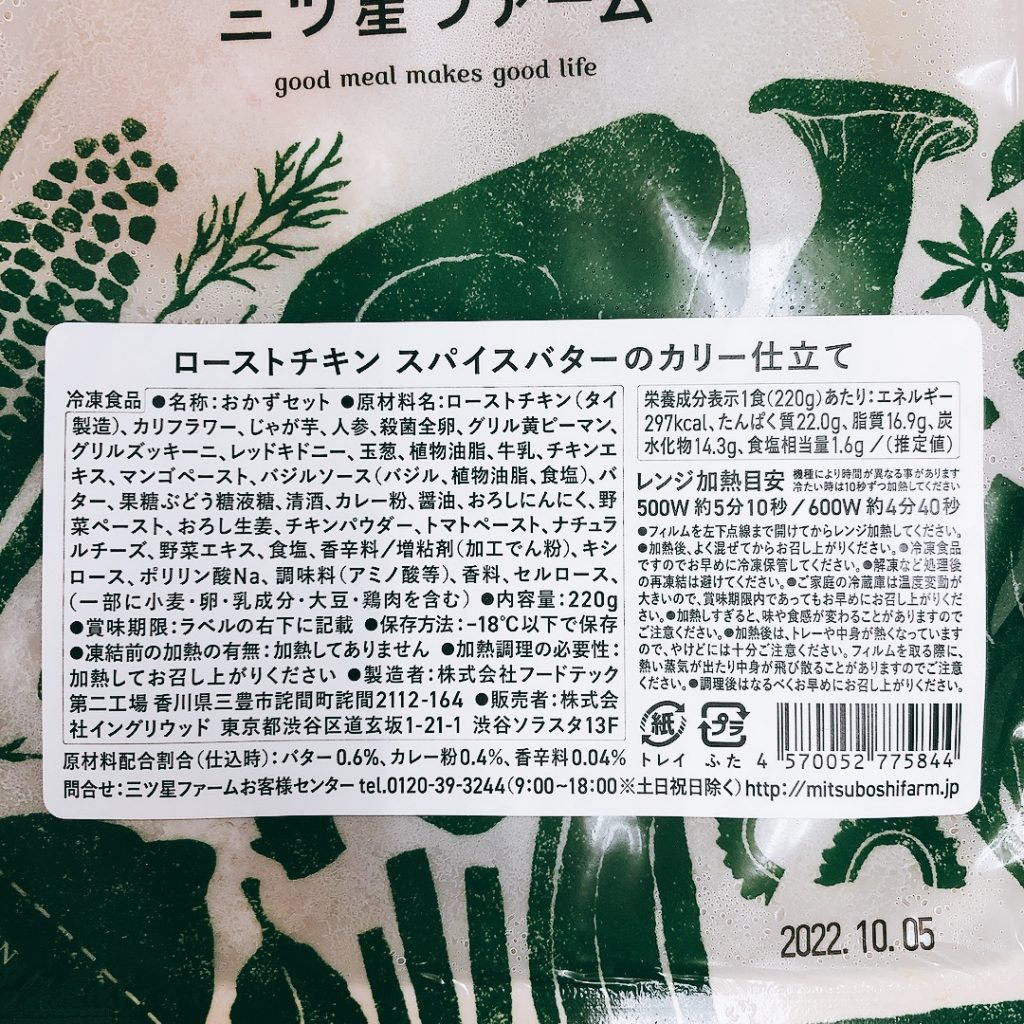 三ツ星ファーム
good meal makes good life
ローストチキン スパイスバターのカリー仕立て
冷凍食品 ●名称:おかずセット ●原材料名:ローストチキン(タイ
製造)、カリフラワー、じゃが芋、人参、殺菌全卵、グリル黄ピーマン、
グリルズッキーニ、レッドキドニー、玉葱、植物油脂、牛乳、チキンエ
キス、マンゴペースト、バジルソース(バジル、植物油脂、食塩)、バ
ター、果糖ぶどう糖液糖、清酒、カレー粉、醤油、おろしにんにく、野
菜ペースト、おろし生姜、チキンパウダー、トマトペースト、ナチュラ
ルチーズ、野菜エキス、食塩、香辛料/増粘剤(加工でん粉)、キシ
ロース、ポリリン酸Na、調味料(アミノ酸等)、香料、セルロース、
(一部に小麦・卵・乳成分・大豆・鶏肉を含む) ●内容量:220g
●賞味期限:ラベルの右下に記載 ●保存方法:-18℃以下で保存
●凍結前の加熱の有無:加熱してありません ●加熱調理の必要性:
加熱してお召し上がりください ●製造者:株式会社フードテック
第二工場 香川県三豊市詫間町詫間2112-164 ●販売者:株式会
社イングリウッド 東京都渋谷区道玄坂1-21-1 渋谷ソラスタ13F
栄養成分表示1食(220g)あたり:エネルギー
297kcal、たんぱく質22.0g、脂質16.9g、炭
水化物14.3g、食塩相当量1.6g/(推定値)
レンジ加熱目安 機種により時間が異なる事があります
冷たい時は10秒ずつ加熱してください
500W 約5分10秒/600W 約4分40秒
●フィルムを左下点線まで開けてからレンジ加熱してください。
●加熱後、よく混ぜてからお召し上がりください。●冷凍食品
ですのでお早めに冷凍保管してください。●解凍など処理後
の再凍結は避けてください。●ご家庭の冷蔵庫は温度変動が
大きいので、賞味期限内であってもお早めにお召し上がりくだ
さい。●加熱しすぎると、味や食感が変わることがありますので
ご注意ください。●加熱後は、トレーや中身が熱くなっています
ので、やけどには十分ご注意ください。フィルムを取る際に、
熱い蒸気が出たり中身が飛び散ることがありますのでご注意
ください。●調理後はなるべくお早めにお召し上がりください。
紙 プラ
トレイ ふた 4 570052 775844
原材料配合割合(仕込時):バター0.6%、カレー粉0.4%、香辛料0.04%
問合せ:三ツ星ファームお客様センター tel.0120-39-3244(9:00~18:00※土日祝日除く)http://mitsuboshifarm.jp
2022.10.05
N